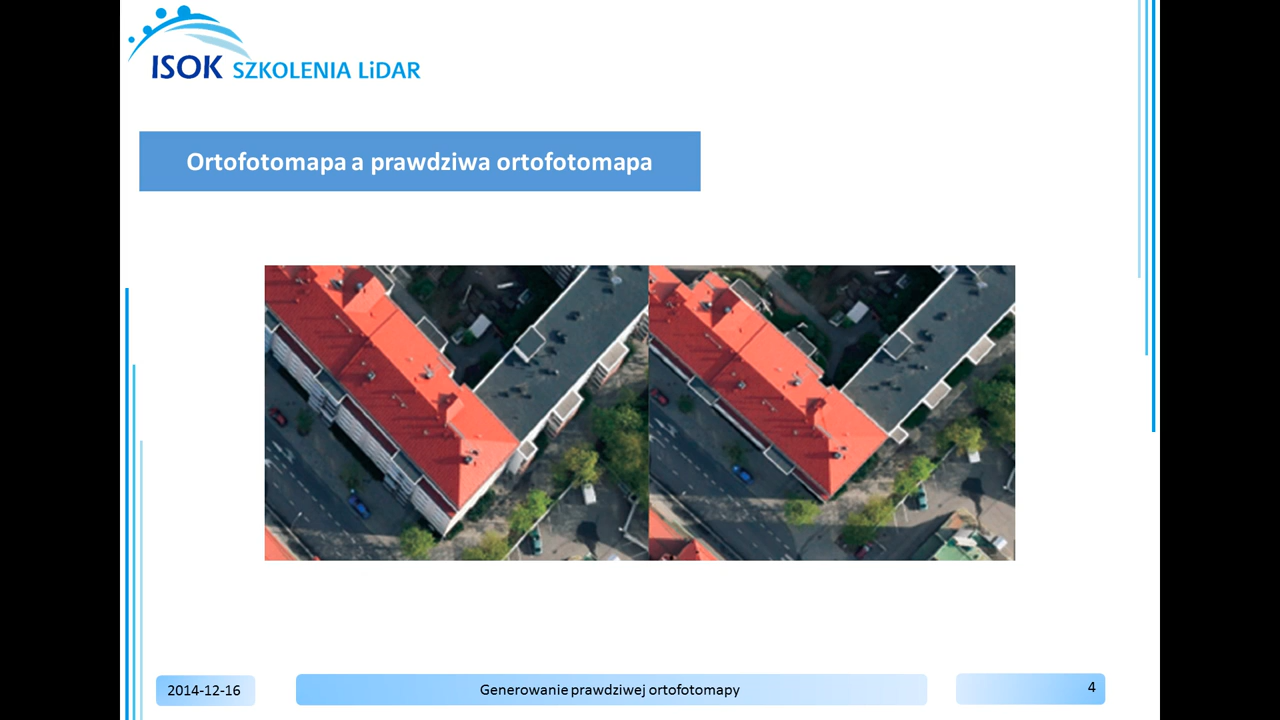 ISOK SZKOLENIA LiDAR
Ortofotomapa a prawdziwa ortofotomapa
2014-12-16
Generowanie prawdziwej ortofotomapy
4